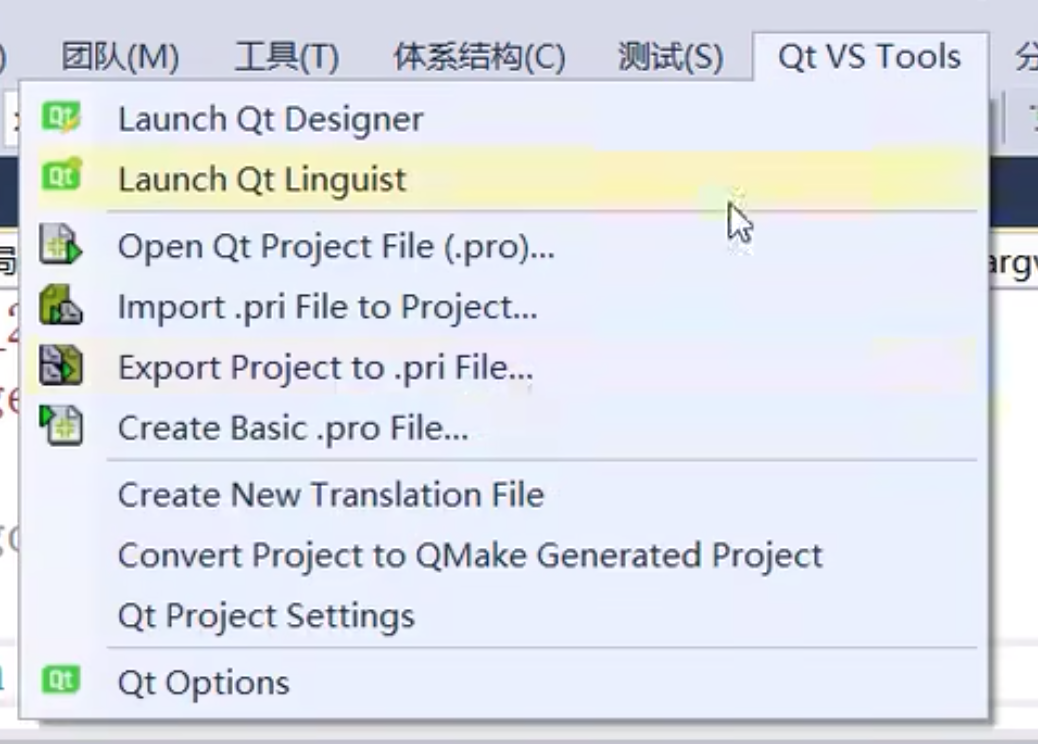 团队(M) 工具(T) 体系结构(C) 测试(S) Qt VS Tools
Launch Qt Designer
Launch Qt Linguist
Open Qt Project File (.pro)...
Import .pri File to Project...
Export Project to .pri File...
Create Basic .pro File...
Create New Translation File
Convert Project to QMake Generated Project
Qt Project Settings
Qt Options